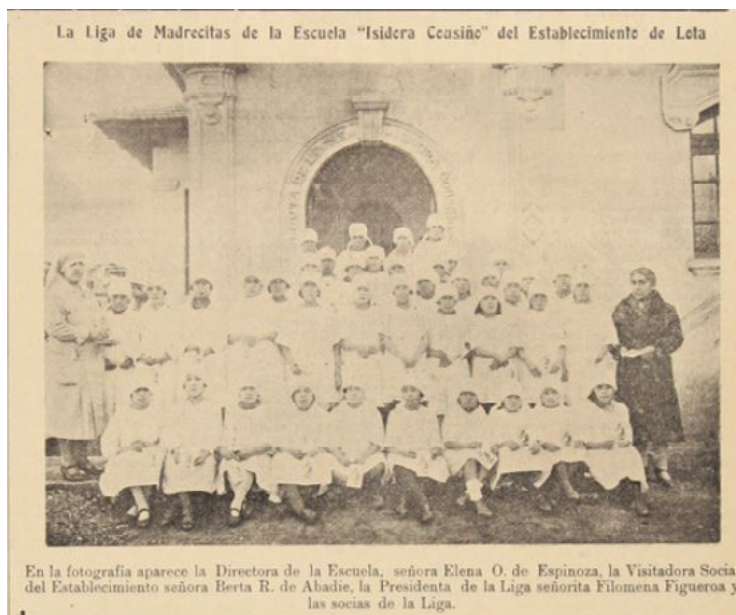 La Liga de Madrecitas de la Escuela "Isidora Cousiño" del Establecimiento de Lota
En la fotografía aparece la Directora de la Escuela, señora Elena O. de Espinoza, la Visitadora Socia
del Establecimiento señora Berta R. de Abadie, la Presidenta de la Liga señorita Filomena Figueroa y
las socias de la Liga.